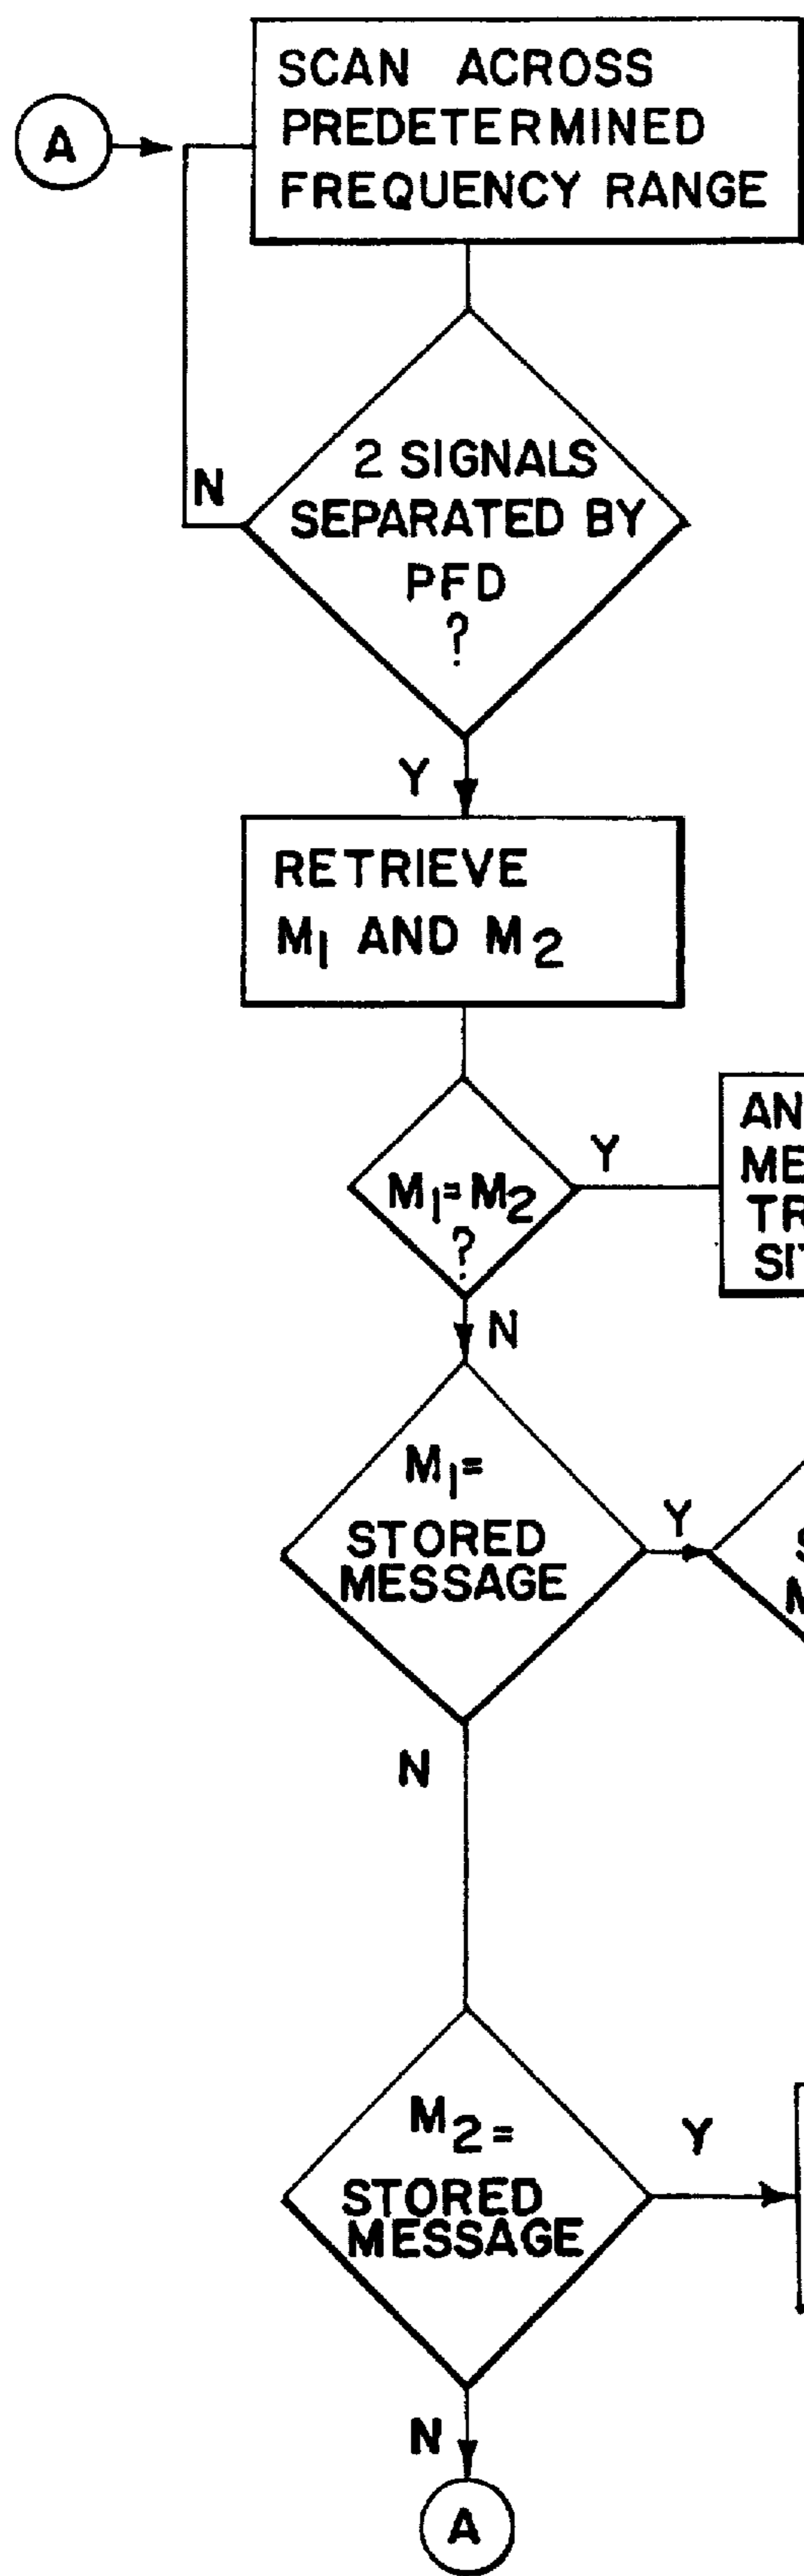 SCAN ACROSS
PREDETERMINED
FREQUENCY RANGE
A
2 SIGNALS
SEPARATED BY
PFD
?
N
Y
RETRIEVE
M1 AND M2
M1=M2
?
Y
N
M1=
STORED
MESSAGE
Y
N
M2=
STORED
MESSAGE
Y
N
A